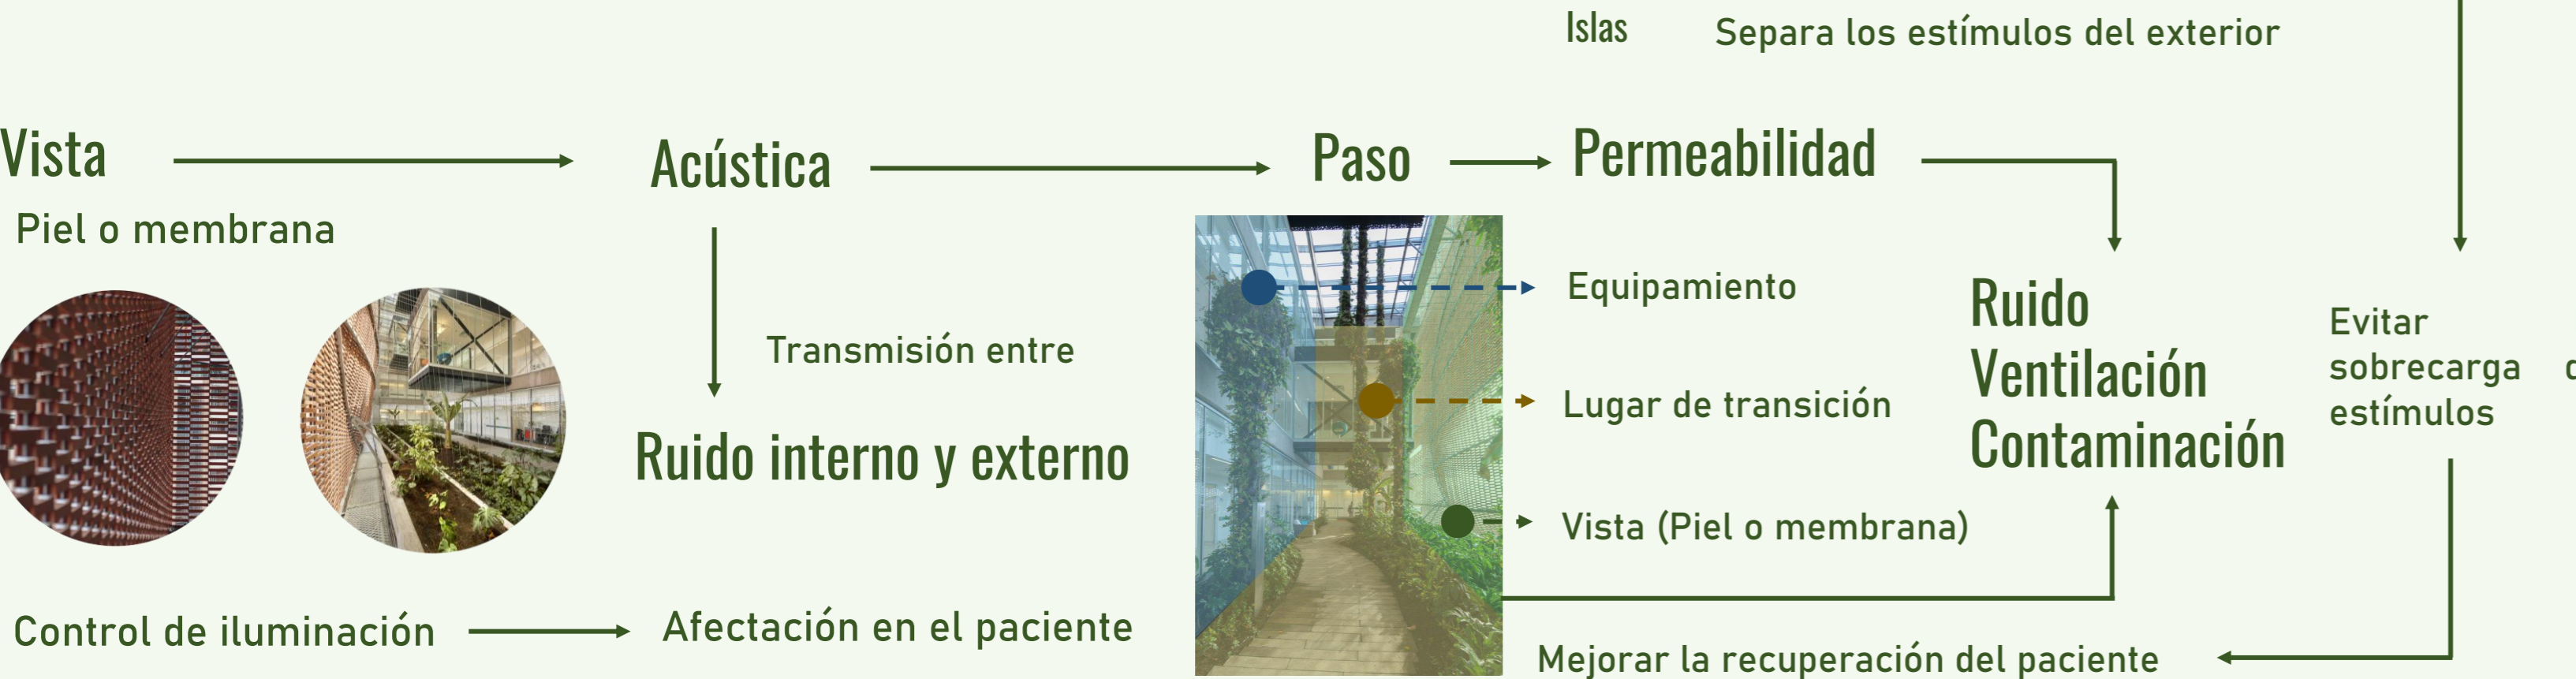 Islas
Separa los estímulos del exterior
Vista
Acústica
Paso
Permeabilidad
Piel o membrana
Equipamiento
Ruido
Ventilación
Contaminación
Evitar
sobrecarga
estímulos
Transmisión entre
Lugar de transición
Ruido interno y externo
Vista (Piel o membrana)
Control de iluminación
Afectación en el paciente
Mejorar la recuperación del paciente